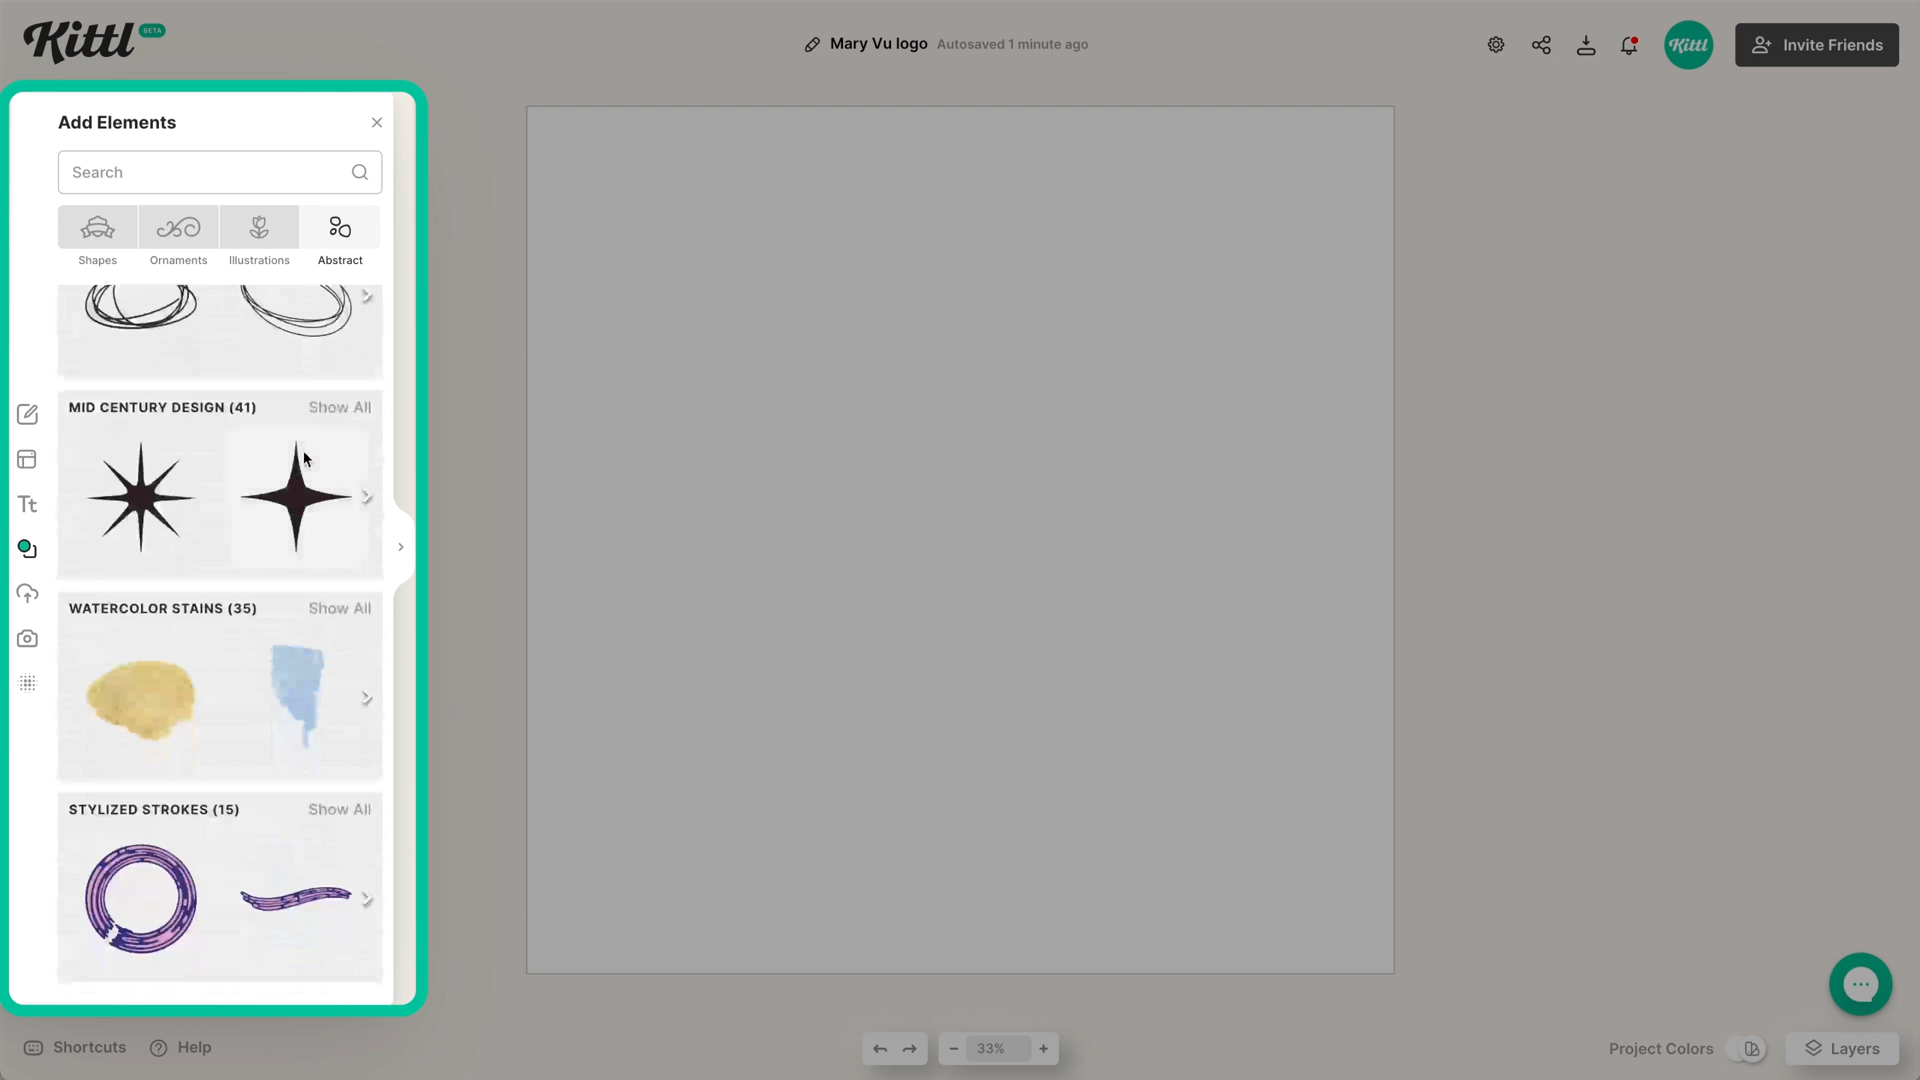 Kittl BETA
Mary Vu logo Autosaved 1 minute ago
Kittl
Invite Friends
Add Elements
Search
Shapes Ornaments Illustrations Abstract
MID CENTURY DESIGN (41) Show All
Tt
WATERCOLOR STAINS (35) Show All
STYLIZED STROKES (15) Show All
Shortcuts Help
33%
Project Colors
Layers